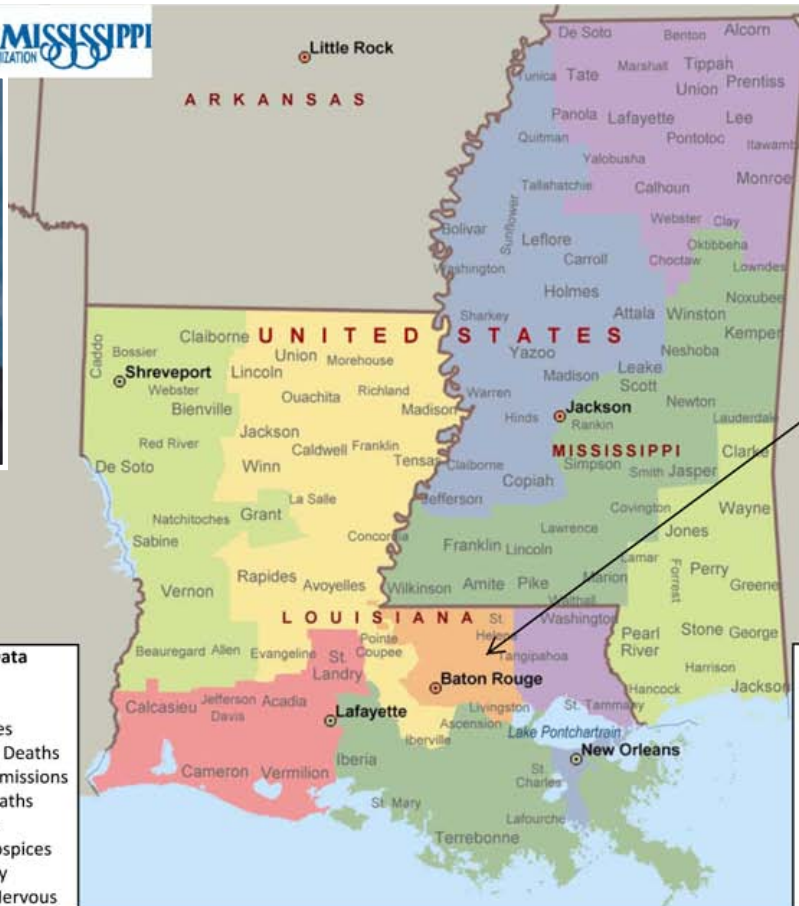 MISSISSIPPI
IZATION
Little Rock
ARKANSAS
De Soto
Benton
Alcorn
Tunica
Tate
Marshall
Tippah
Union
Prentiss
Panola
Lafayette
Lee
Quitman
Pontotoc
Itawamb
Yalobusha
Tallahatchie
Calhoun
Monroe
Sunflower
Webster
Clay
Bolivar
Leflore
Oktibbeha
Carroll
Choctaw
Lowndes
Washington
Holmes
Noxubee
Sharkey
Attala
Winston
Kemper
UNITED STATES
Claiborne
Caddo
Bossier
Union
Morehouse
Yazoo
Neshoba
Shreveport
Lincoln
Madison
Leake
Scott
Webster
Ouachita
Richland
Warren
Newton
Bienville
Madison
Hinds
Jackson
Rankin
Lauderdale
Jackson
Red River
Caldwell
Franklin
MISSISSIPPI
Clarke
De Soto
Winn
Tensas
Claiborne
Simpson
Smith
Jasper
Copiah
La Salle
Jefferson
Natchitoches
Grant
Covington
Wayne
Sabine
Concordia
Lawrence
Jones
Franklin
Lincoln
Lamar
Rapides
Avoyelles
Wilkinson
Amite
Pike
Marion
Forrest
Perry
Greene
Vernon
Walthall
LOUISIANA
St.
Helena
Washington
Pearl
River
Stone
George
Beauregard
Allen
Evangeline
St.
Landry
Pointe
Coupee
Tangipahoa
Harrison
Baton Rouge
Hancock
Jackson
Calcasieu
Jefferson
Davis
Acadia
Lafayette
Livingston
St. Tammany
Ascension
Iberville
Lake Pontchartrain
New Orleans
Cameron
Vermilion
Iberia
St.
Charles
St Mary
Lafourche
Terrebonne
Data
es
Deaths
missions
aths
ospices
y
Nervous